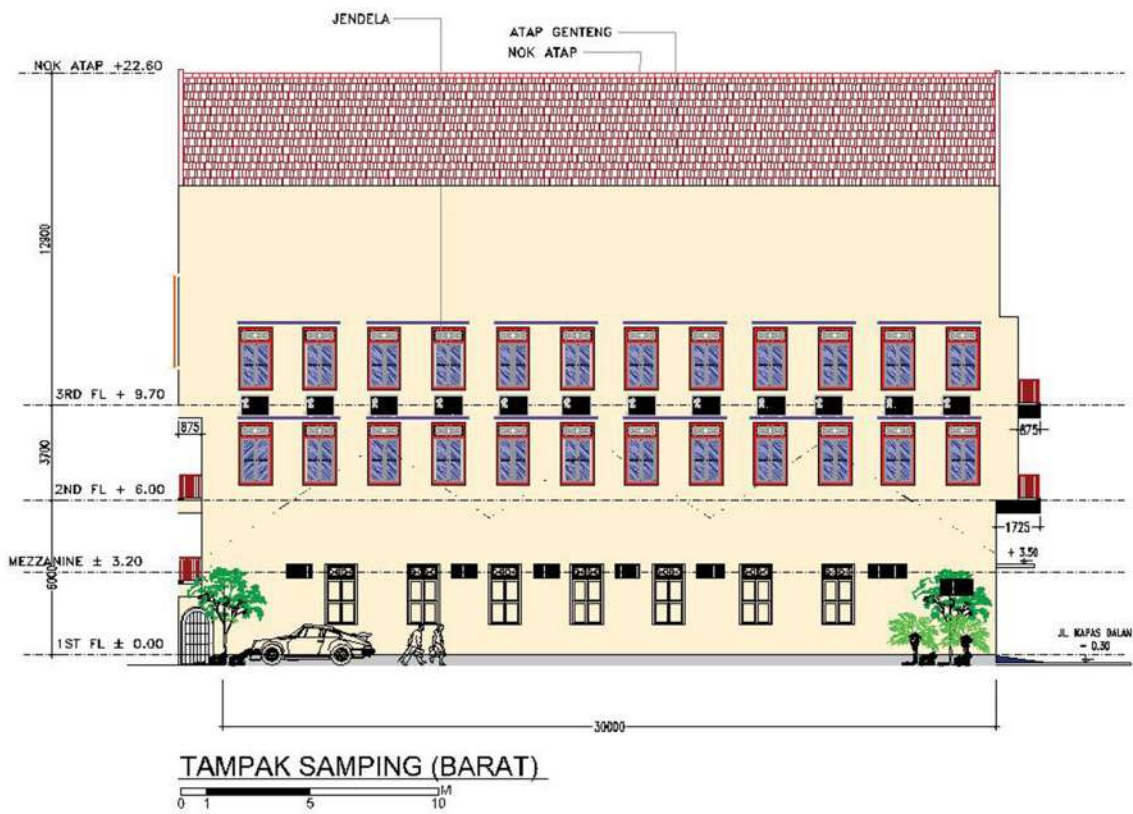 JENDELA
ATAP GENTENG
NOK ATAP
NOK ATAP +22.60
12900
3RD FL + 9.70
875
875
3700
2ND FL + 6.00
1725
+ 3.50
MEZZANINE ± 3.20
6000
1ST FL ± 0.00
JL. KAPAS DALAM
- 0.30
30000
TAMPAK SAMPING (BARAT)
M
0 1 5 10